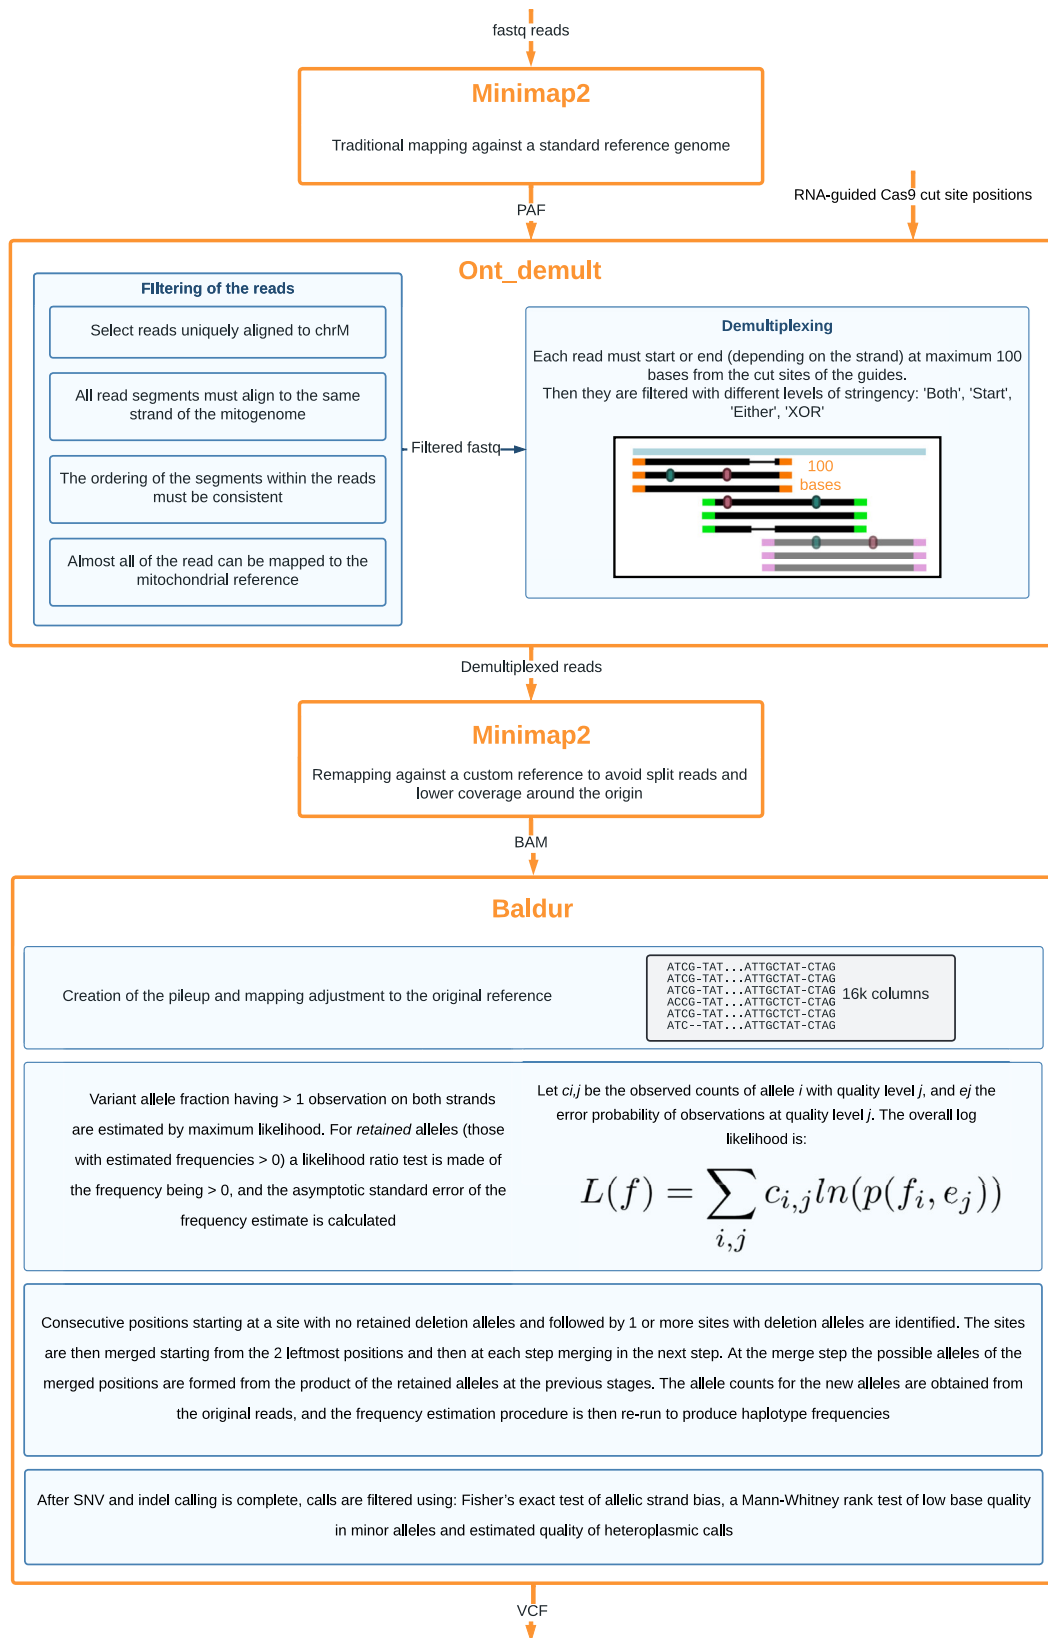 fastq reads
Minimap2
Traditional mapping against a standard reference genome
PAF
RNA-guided Cas9 cut site positions
Ont_demult
FIltering of the reads
Select reads uniquely aligned to chrM
All read segments must align to the same
strand of the mitogenome
The ordering of the segments within the reads
must be consistent
Almost all of the read can be mapped to the
mitochondrial reference
Filtered fastq
Demultiplexing
Each read must start or end (depending on the strand) at maximum 100
bases from the cut sites of the guides.
Then they are filtered with different levels of stringency: 'Both', 'Start',
'Either', 'XOR'
100
bases
Demultiplexed reads
Minimap2
Remapping against a custom reference to avoid split reads and
lower coverage around the origin
BAM
Baldur
Creation of the pileup and mapping adjustment to the original reference
ATCG-TAT...ATTGCTAT-CTAG
ATCG-TAT...ATTGCTAT-CTAG
ATCG-TAT...ATTGCTAT-CTAG
ACCG-TAT...ATTGCTCT-CTAG
ATCG-TAT...ATTGCTCT-CTAG
ATC--TAT...ATTGCTAT-CTAG
16k columns
Variant allele fraction having > 1 observation on both strands
are estimated by maximum likelihood. For retained alleles (those
with estimated frequencies > 0) a likelihood ratio test is made of
the frequency being > 0, and the asymptotic standard error of the
frequency estimate is calculated
Let ci,j be the observed counts of allele i with quality level j, and ej the
error probability of observations at quality level j. The overall log
likelihood is:
L(f) = ∑_{i,j} c_{i,j} ln(p(f_i, e_j))
Consecutive positions starting at a site with no retained deletion alleles and followed by 1 or more sites with deletion alleles are identified. The sites
are then merged starting from the 2 leftmost positions and then at each step merging in the next step. At the merge step the possible alleles of the
merged positions are formed from the product of the retained alleles at the previous stages. The allele counts for the new alleles are obtained from
the original reads, and the frequency estimation procedure is then re-run to produce haplotype frequencies
After SNV and indel calling is complete, calls are filtered using: Fisher's exact test of allelic strand bias, a Mann-Whitney rank test of low base quality
in minor alleles and estimated quality of heteroplasmic calls
VCF